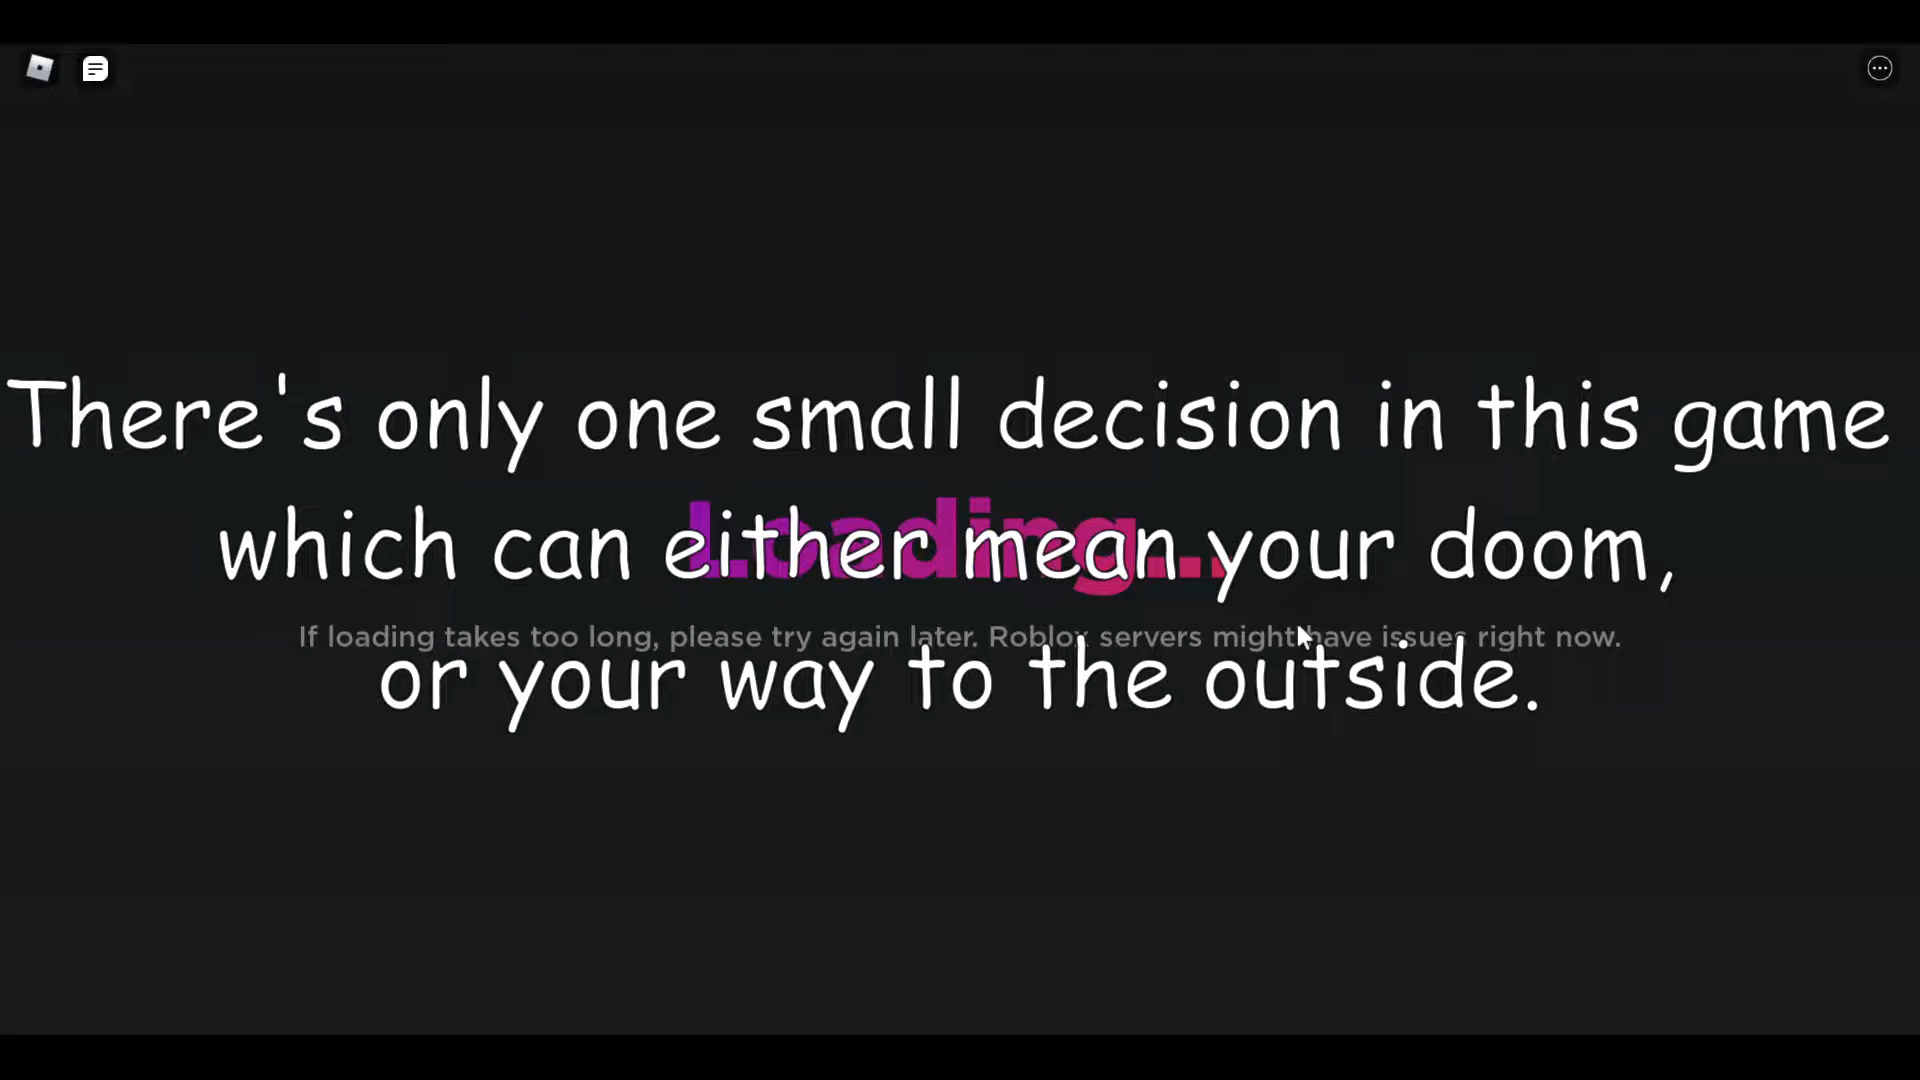 There's only one small decision in this game
Loading...
which can either mean your doom,
If loading takes too long, please try again later. Roblox servers might have issues right now.
or your way to the outside.